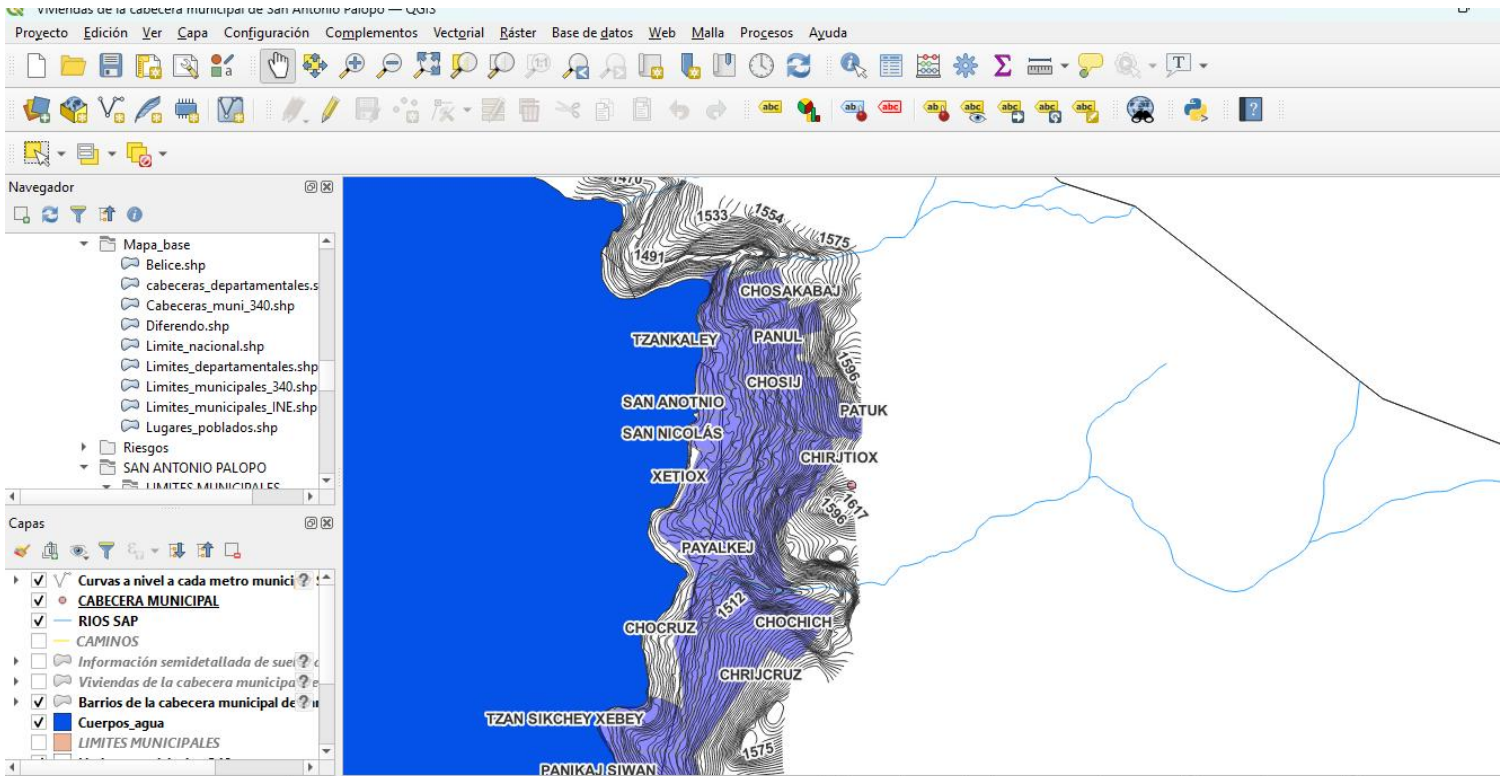 Viviendas de la cabecera municipal de San Antonio Palopó — QGIS
Proyecto Edición Ver Capa Configuración Complementos Vectorial Ráster Base de datos Web Malla Procesos Ayuda
Navegador
Mapa_base
Belice.shp
cabeceras_departamentales.s
Cabeceras_muni_340.shp
Diferendo.shp
Limite_nacional.shp
Limites_departamentales.shp
Limites_municipales_340.shp
Limites_municipales_INE.shp
Lugares_poblados.shp
Riesgos
SAN ANTONIO PALOPO
LIMITES MUNICIPALES
Capas
Curvas a nivel a cada metro munici
CABECERA MUNICIPAL
RIOS SAP
CAMINOS
Información semidetallada de sue
Viviendas de la cabecera municipa
Barrios de la cabecera municipal de
Cuerpos_agua
LIMITES MUNICIPALES
1470
1533
1554
1575
1491
CHOSAKABAJ
TZANKALEY
PANUL
1596
CHOSIJ
SAN ANOTNIO
PATUK
SAN NICOLÁS
CHIRJTIOX
XETIOX
1617
1596
PAYALKEJ
1512
CHOCRUZ
CHOCHICH
CHRIJCRUZ
TZAN SIKCHEY XEBEY
1575
PANIKAJ SIWAN